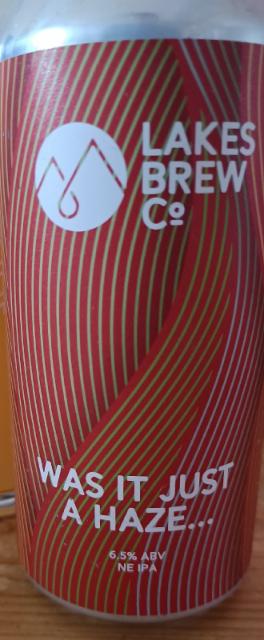 LAKES
BREW
Cº
WAS IT JUST
A HAZE...
6.5% ABV
NE IPA